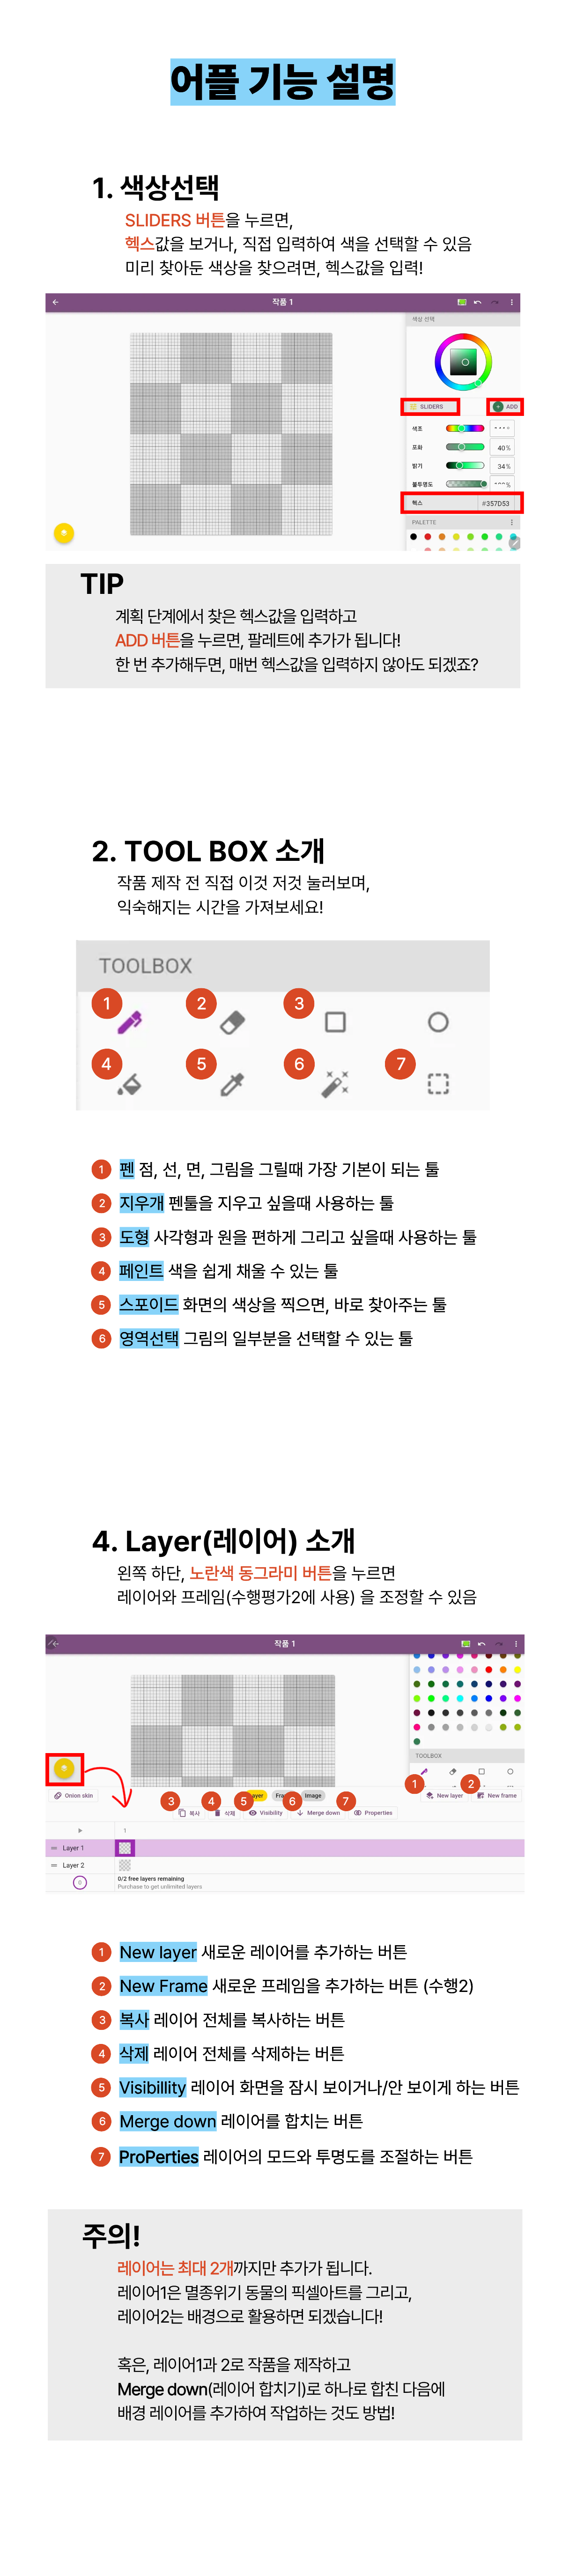 어플 기능 설명
1. 색상선택
SLIDERS 버튼을 누르면,
헥스값을 보거나, 직접 입력하여 색을 선택할 수 있음
미리 찾아둔 색상을 찾으려면, 헥스값을 입력!
작품 1
색상 선택
SLIDERS
ADD
색조
포화
40%
밝기
34%
불투명도
헥스
#357D53
PALETTE
TIP
계획 단계에서 찾은 헥스값을 입력하고
ADD 버튼을 누르면, 팔레트에 추가가 됩니다!
한 번 추가해두면, 매번 헥스값을 입력하지 않아도 되겠죠?
2. TOOL BOX 소개
작품 제작 전 직접 이것 저것 눌러보며,
익숙해지는 시간을 가져보세요!
TOOLBOX
1
2
3
4
5
6
7
1 펜 점, 선, 면, 그림을 그릴때 가장 기본이 되는 툴
2 지우개 펜툴을 지우고 싶을때 사용하는 툴
3 도형 사각형과 원을 편하게 그리고 싶을때 사용하는 툴
4 페인트 색을 쉽게 채울 수 있는 툴
5 스포이드 화면의 색상을 찍으면, 바로 찾아주는 툴
6 영역선택 그림의 일부분을 선택할 수 있는 툴
4. Layer(레이어) 소개
왼쪽 하단, 노란색 동그라미 버튼을 누르면
레이어와 프레임(수행평가2에 사용) 을 조정할 수 있음
작품 1
TOOLBOX
1
2
Onion skin
3
4
5
6
Image
7
New layer
New frame
복사
삭제
Visibility
Merge down
Properties
1
Layer 1
Layer 2
0
0/2 free layers remaining
Purchase to get unlimited layers
1 New layer 새로운 레이어를 추가하는 버튼
2 New Frame 새로운 프레임을 추가하는 버튼 (수행2)
3 복사 레이어 전체를 복사하는 버튼
4 삭제 레이어 전체를 삭제하는 버튼
5 Visibillity 레이어 화면을 잠시 보이거나/안 보이게 하는 버튼
6 Merge down 레이어를 합치는 버튼
7 ProPerties 레이어의 모드와 투명도를 조절하는 버튼
주의!
레이어는 최대 2개까지만 추가가 됩니다.
레이어1은 멸종위기 동물의 픽셀아트를 그리고,
레이어2는 배경으로 활용하면 되겠습니다!
혹은, 레이어1과 2로 작품을 제작하고
Merge down(레이어 합치기)로 하나로 합친 다음에
배경 레이어를 추가하여 작업하는 것도 방법!